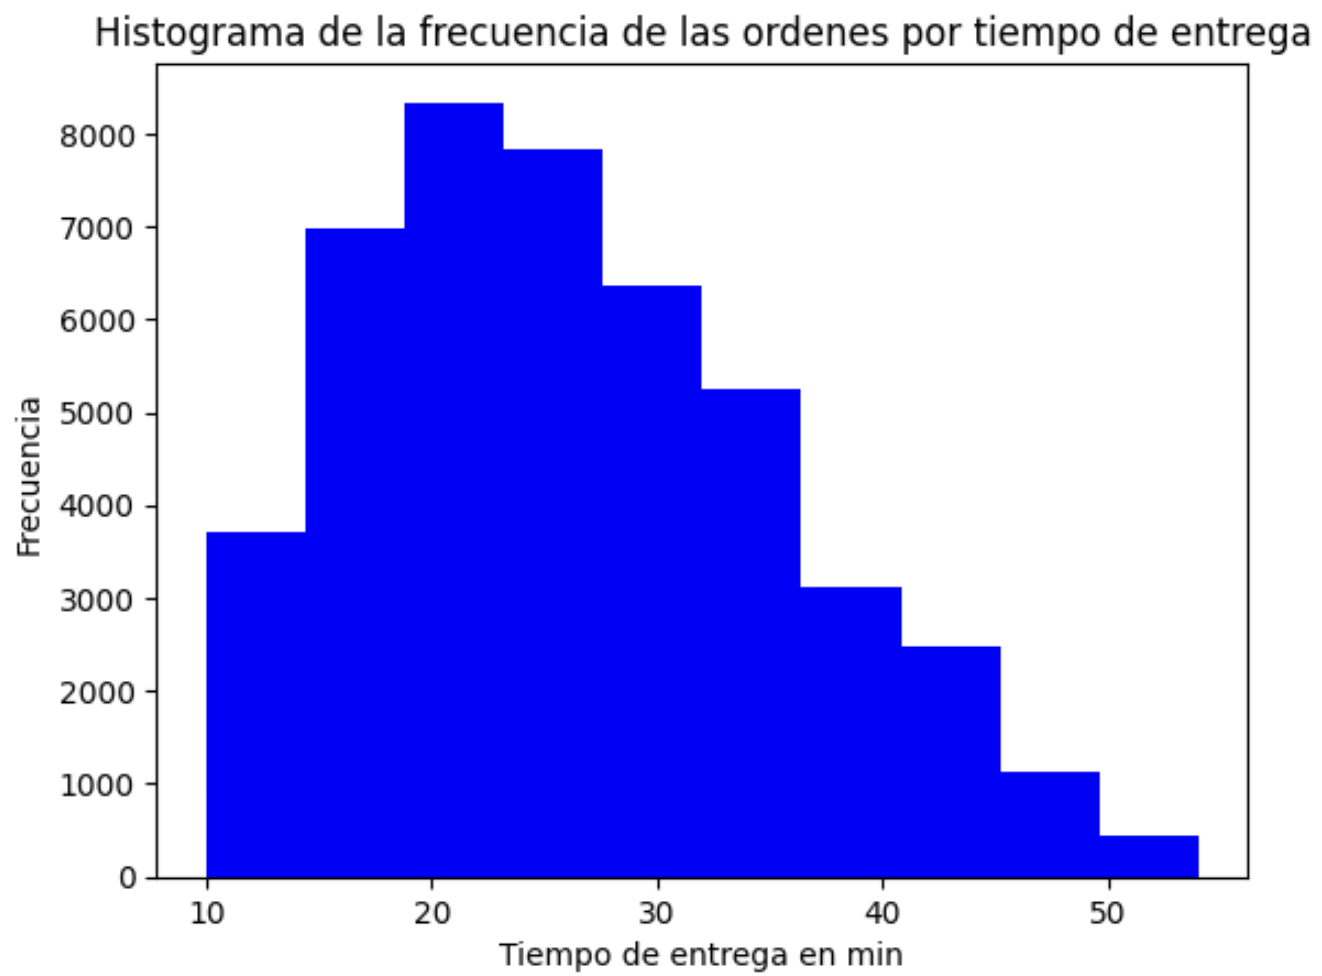 Histograma de la frecuencia de las ordenes por tiempo de entrega
8000
7000
6000
5000
4000
3000
2000
1000
0
Frecuencia
10 20 30 40 50
Tiempo de entrega en min